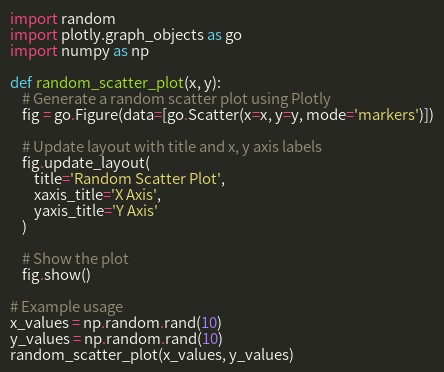 import random
import plotly.graph_objects as go
import numpy as np

def random_scatter_plot(x, y):
    # Generate a random scatter plot using Plotly
    fig = go.Figure(data=[go.Scatter(x=x, y=y, mode='markers')])

    # Update layout with title and x, y axis labels
    fig.update_layout(
        title='Random Scatter Plot',
        xaxis_title='X Axis',
        yaxis_title='Y Axis'
    )

    # Show the plot
    fig.show()

# Example usage
x_values = np.random.rand(10)
y_values = np.random.rand(10)
random_scatter_plot(x_values, y_values)